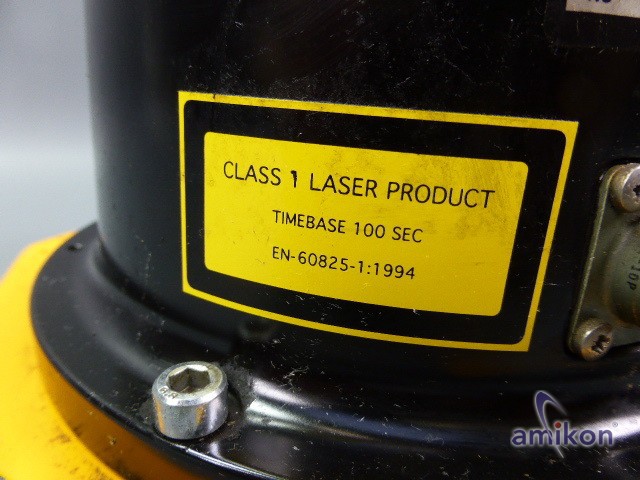 CLASS 1 LASER PRODUCT
TIMEBASE 100 SEC
EN-60825-1:1994
amikon